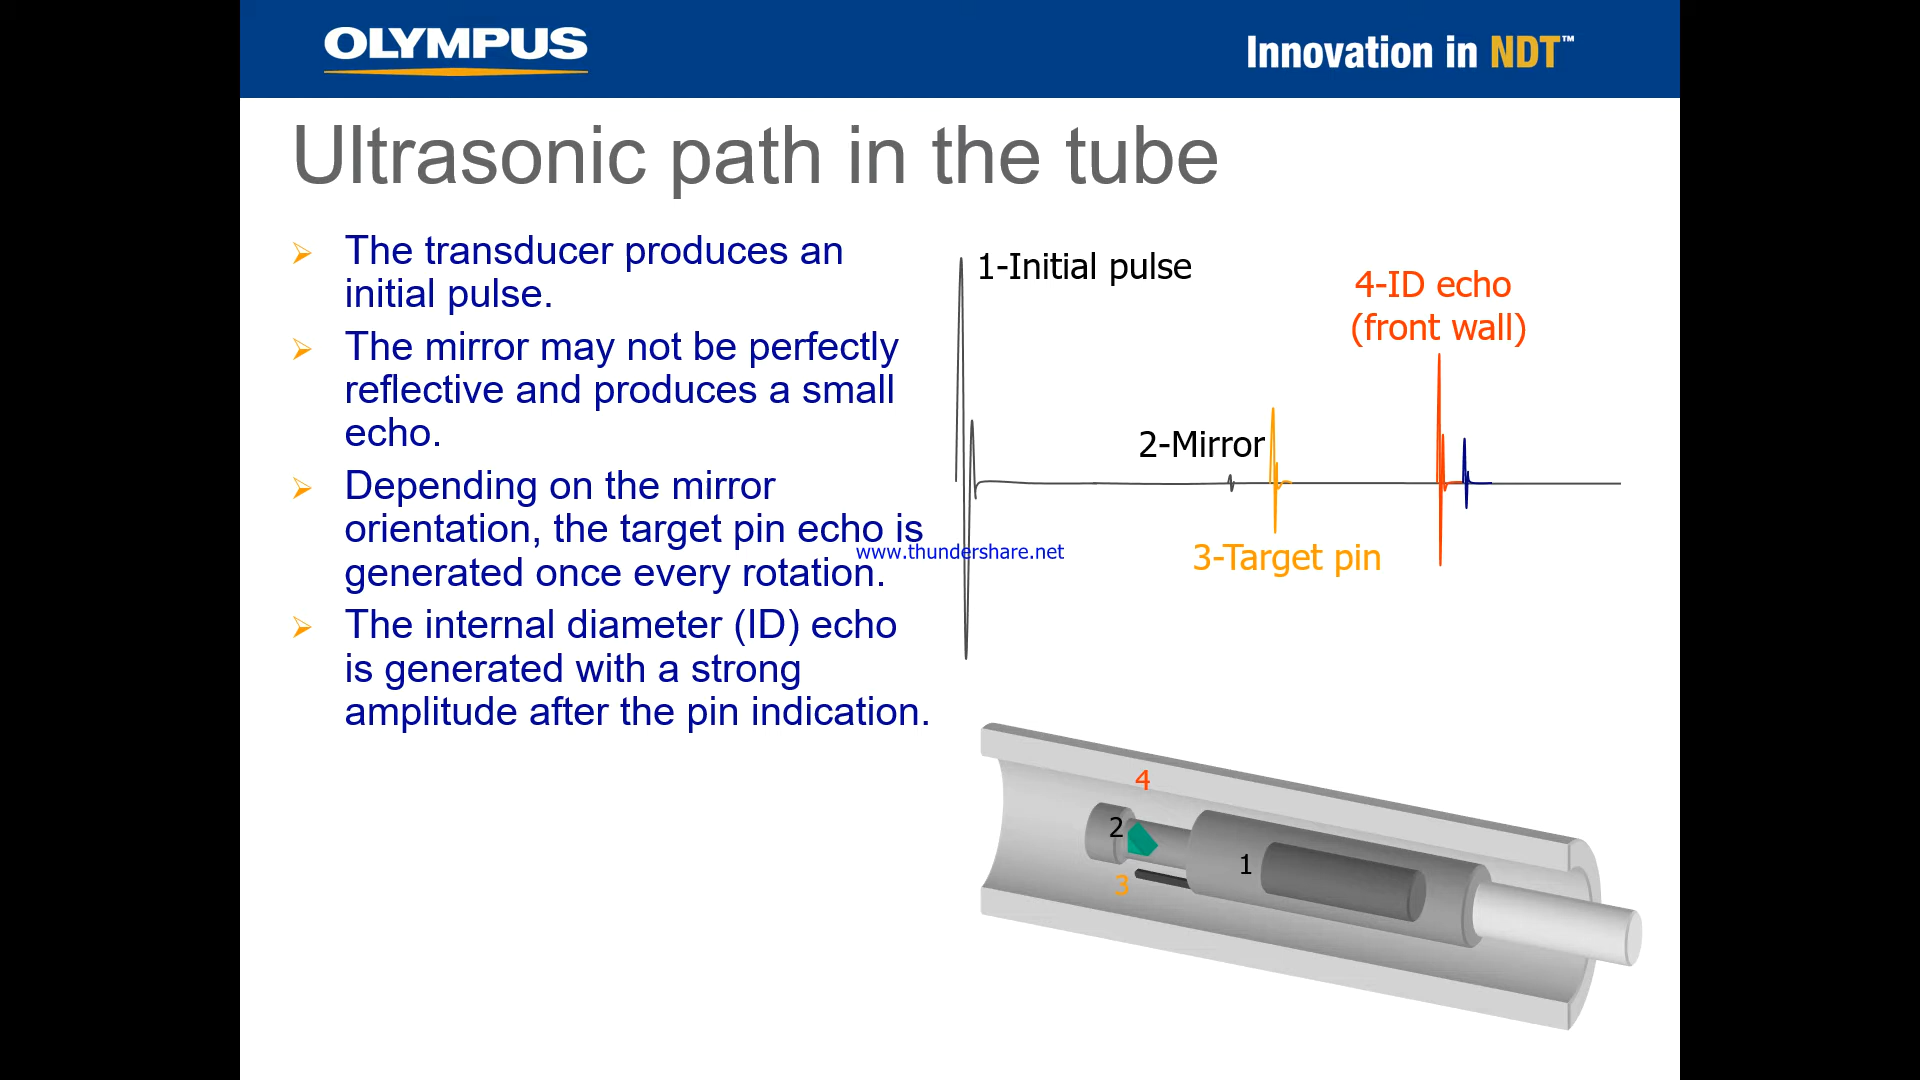 OLYMPUS
Innovation in NDT™
Ultrasonic path in the tube
➢ The transducer produces an
initial pulse.
➢ The mirror may not be perfectly
reflective and produces a small
echo.
➢ Depending on the mirror
orientation, the target pin echo is
generated once every rotation.
➢ The internal diameter (ID) echo
is generated with a strong
amplitude after the pin indication.
1-Initial pulse
4-ID echo
(front wall)
2-Mirror
www.thundershare.net
3-Target pin
4
2
1
3